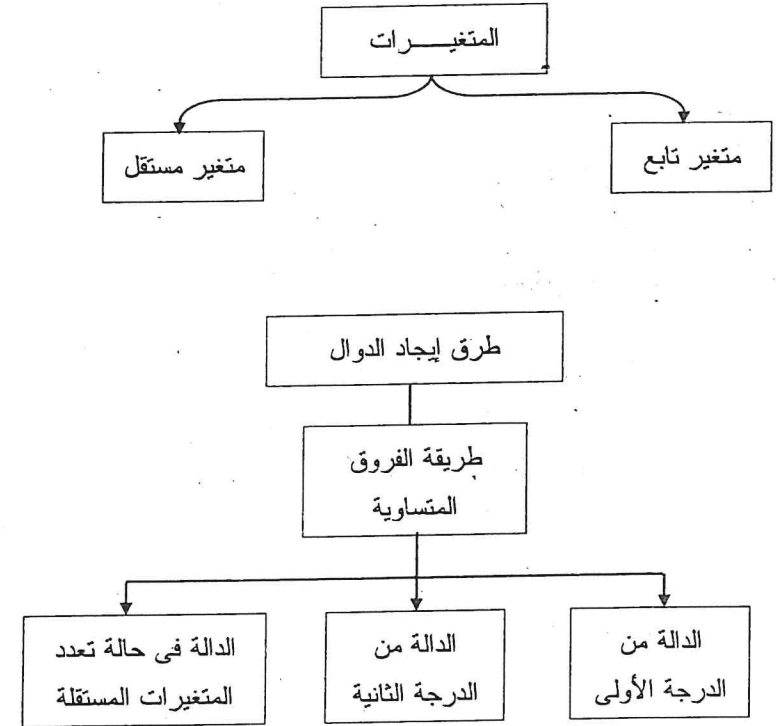 المتغيـــــرات
متغير تابع
متغير مستقل
طرق إيجاد الدوال
طريقة الفروق
المتساوية
الدالة من
الدرجة الأولى
الدالة من
الدرجة الثانية
الدالة فى حالة تعدد
المتغيرات المستقلة